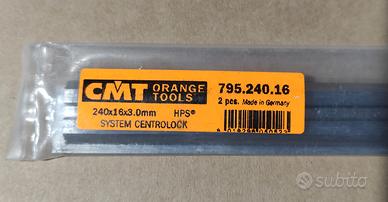 CMT ORANGE TOOLS
795.240.16
2 pcs. Made in Germany
240x16x3.0mm HPS®
SYSTEM CENTROLOCK
subito